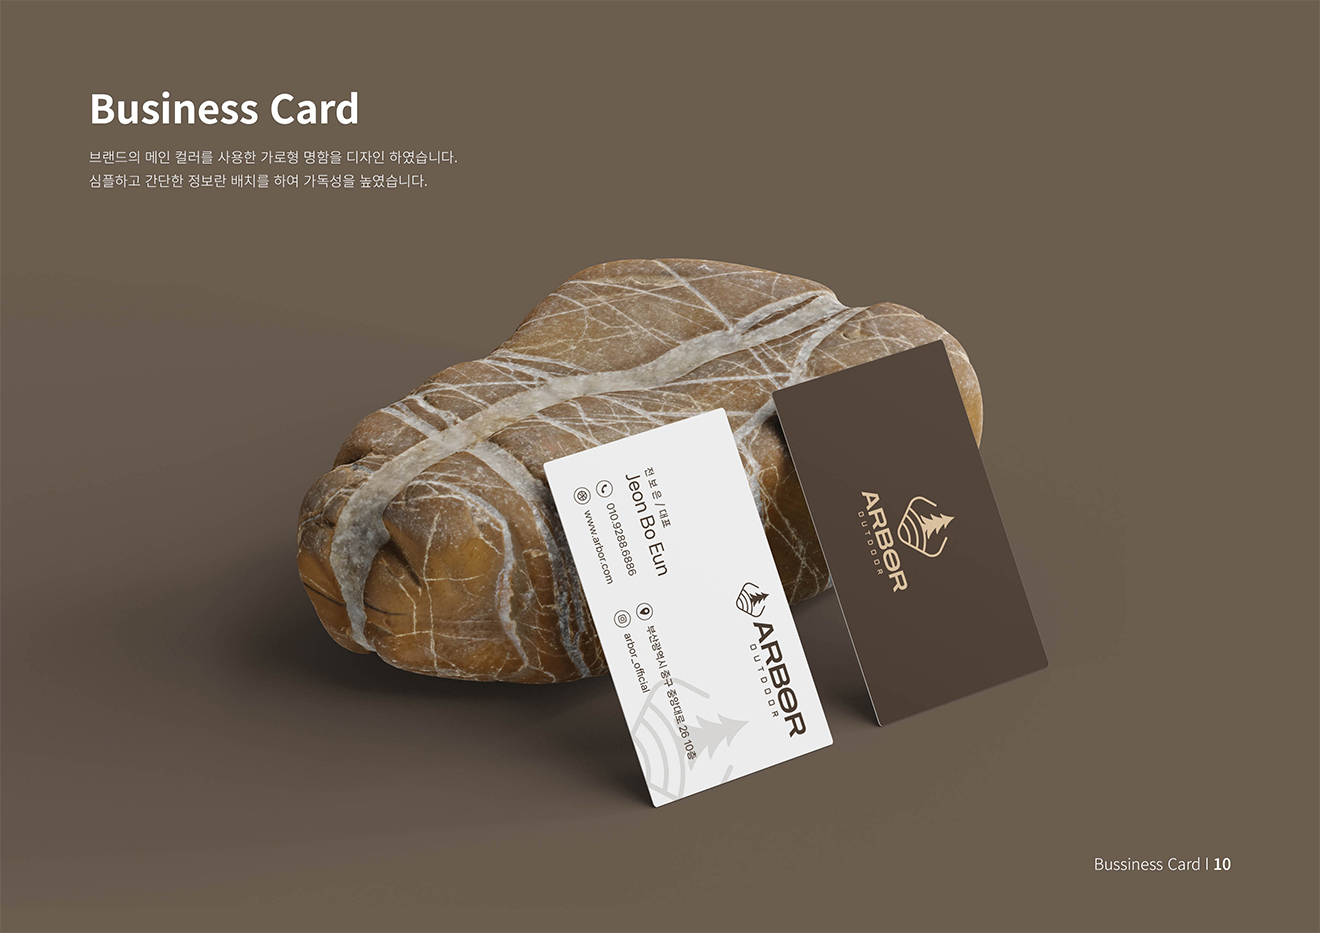 Business Card
브랜드의 메인 컬러를 사용한 가로형 명함을 디자인 하였습니다.
심플하고 간단한 정보란 배치를 하여 가독성을 높였습니다.
전 보 은 / 대표
Jeon Bo Eun
010.9288.6886
www.arbor.com
부산광역시 중구 중앙대로 26 10층
arbor_official
ARBOR
OUTDOOR
ARBOR
OUTDOOR
Bussiness Card l 10